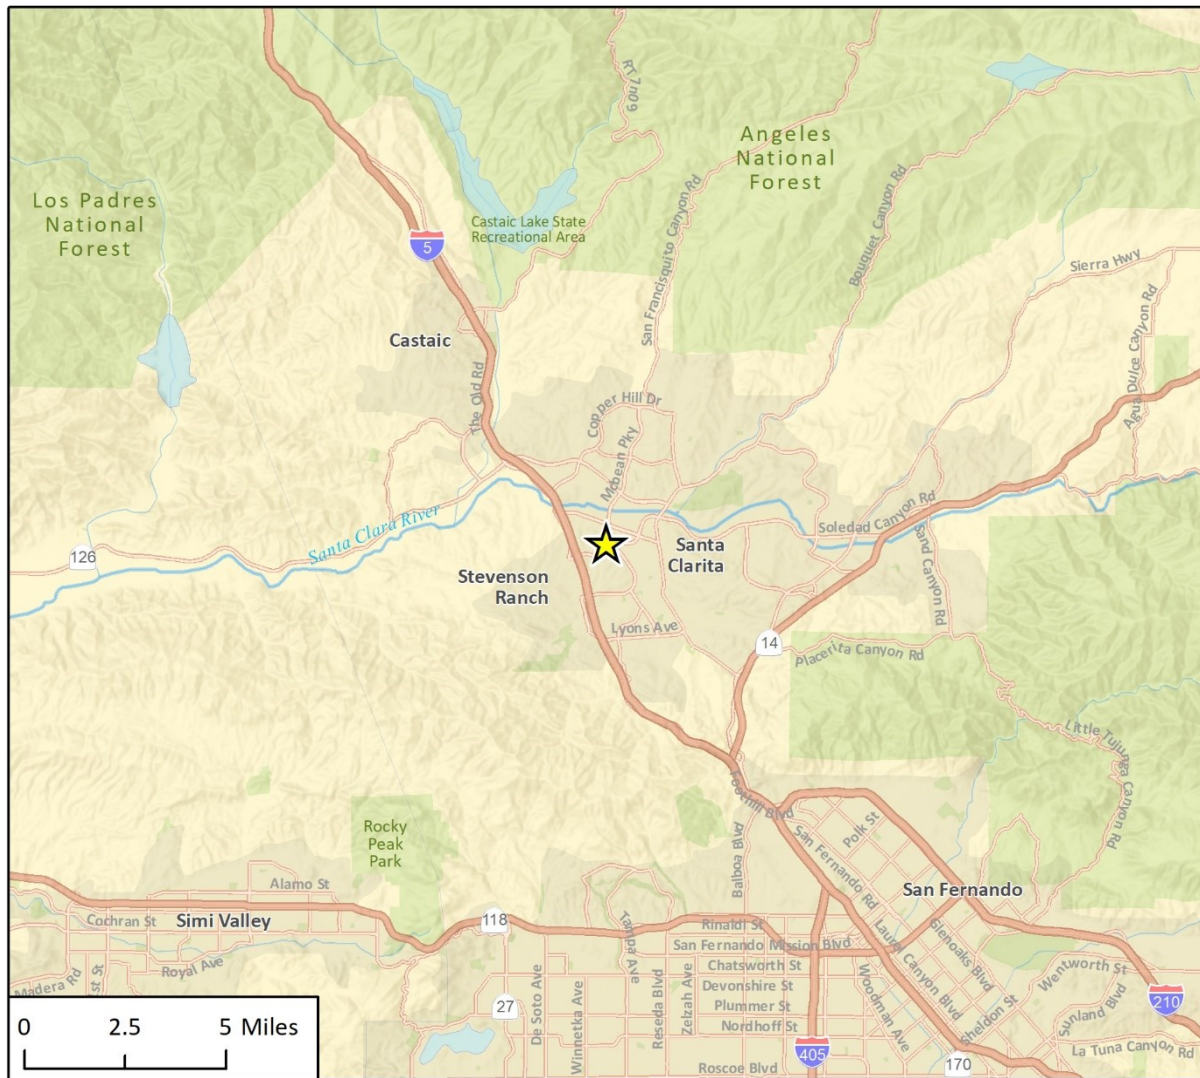 RT 7n09
Angeles
National
Forest
Los Padres
National
Forest
Castaic Lake State
Recreational Area
San Francisquito Canyon Rd
Bouquet Canyon Rd
5
Sierra Hwy
Agua Dulce Canyon Rd
Castaic
The Old Rd
Copper Hill Dr
Mcbean Pky
Santa Clara River
126
Soledad Canyon Rd
Sand Canyon Rd
Santa
Clarita
Stevenson
Ranch
Lyons Ave
14
Placerita Canyon Rd
Little Tujunga Canyon Rd
Foothill Blvd
Rocky
Peak
Park
San Fernando Rd
Polk St
Balboa Blvd
Alamo St
San Fernando
Cochran St
Simi Valley
118
Tampa Ave
Rinaldi St
Laurel Canyon Blvd
Glenoaks Blvd
San Fernando Mission Blvd
Royal Ave
Chatsworth St
Wentworth St
Madera Rd
st St
De Soto Ave
Winnetka Ave
Reseda Blvd
Zelzah Ave
Devonshire St
Woodman Ave
Sheldon St
Sunland Blvd
210
27
Plummer St
Nordhoff St
0 2.5 5 Miles
405
La Tuna Canyon Rd
170
Roscoe Blvd